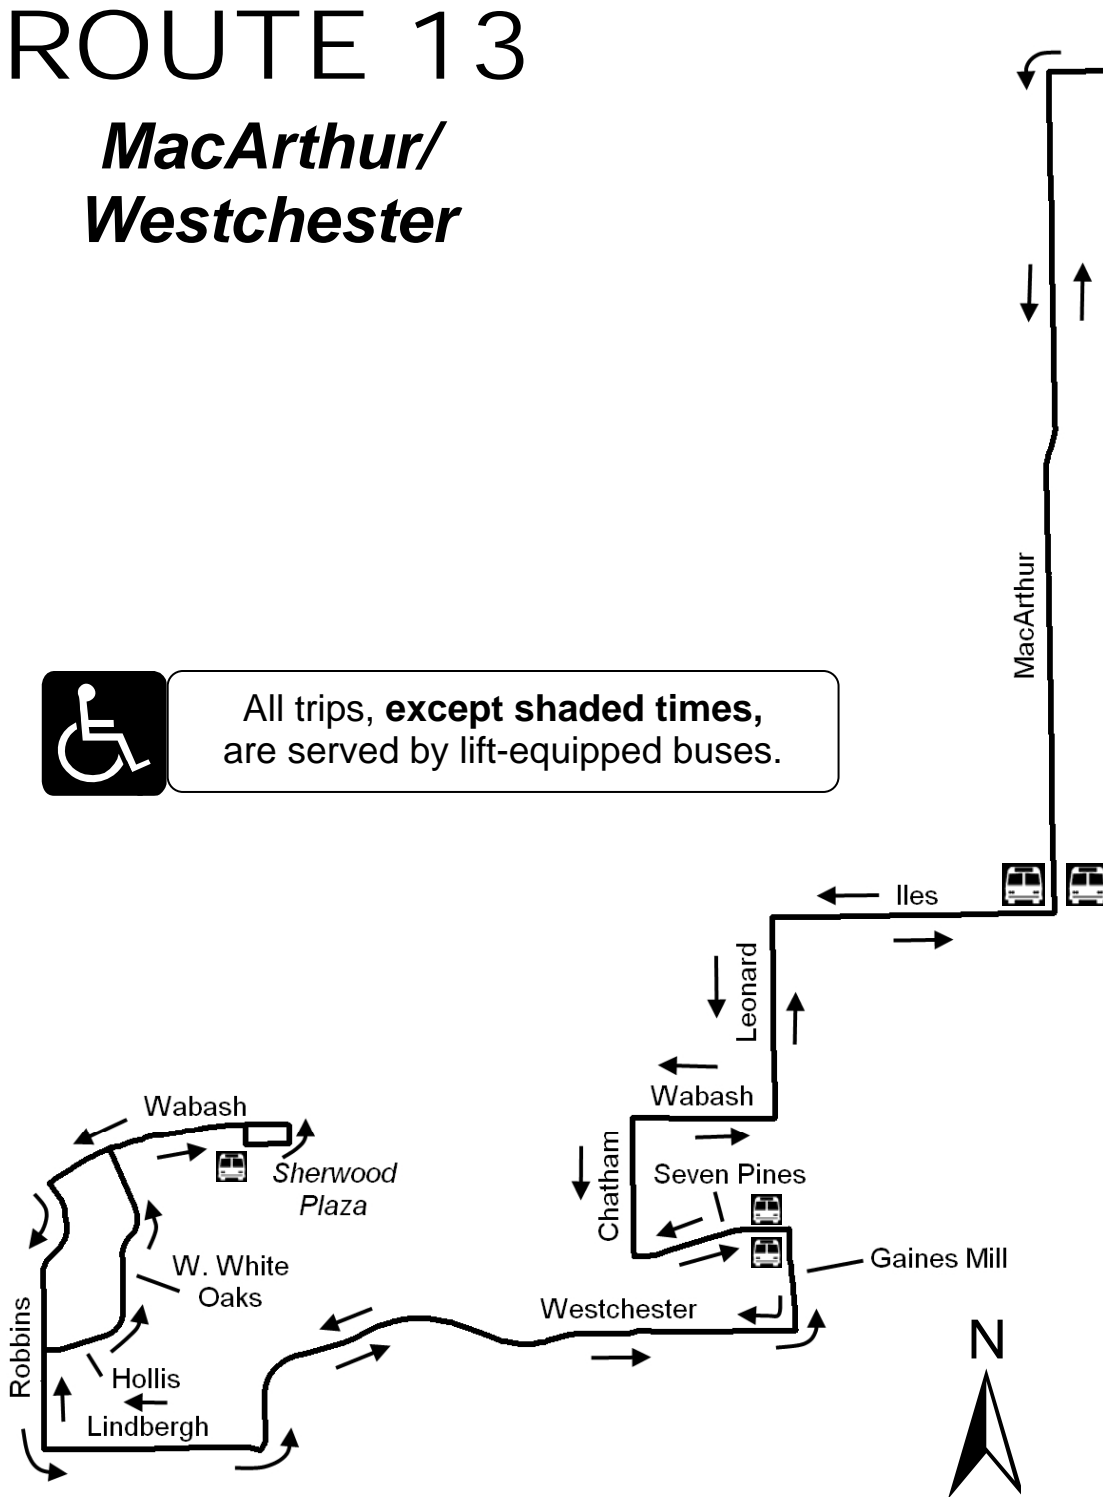 ROUTE 13
MacArthur/
Westchester
MacArthur
All trips, except shaded times,
are served by lift-equipped buses.
Iles
Leonard
Wabash
Chatham
Seven Pines
Gaines Mill
Westchester
Wabash
Sherwood
Plaza
W. White
Oaks
Robbins
Hollis
Lindbergh
N